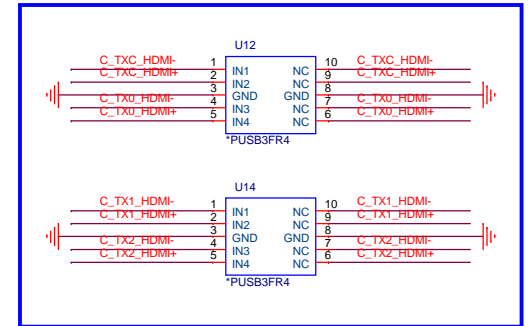 U12
C_TXC_HDMI- 1 IN1 NC 10 C_TXC_HDMI-
C_TXC_HDMI+ 2 IN2 NC 9 C_TXC_HDMI+
3 GND GND 8
C_TX0_HDMI- 4 IN3 NC 7 C_TX0_HDMI-
C_TX0_HDMI+ 5 IN4 NC 6 C_TX0_HDMI+
*PUSB3FR4
U14
C_TX1_HDMI- 1 IN1 NC 10 C_TX1_HDMI-
C_TX1_HDMI+ 2 IN2 NC 9 C_TX1_HDMI+
3 GND GND 8
C_TX2_HDMI- 4 IN3 NC 7 C_TX2_HDMI-
C_TX2_HDMI+ 5 IN4 NC 6 C_TX2_HDMI+
*PUSB3FR4